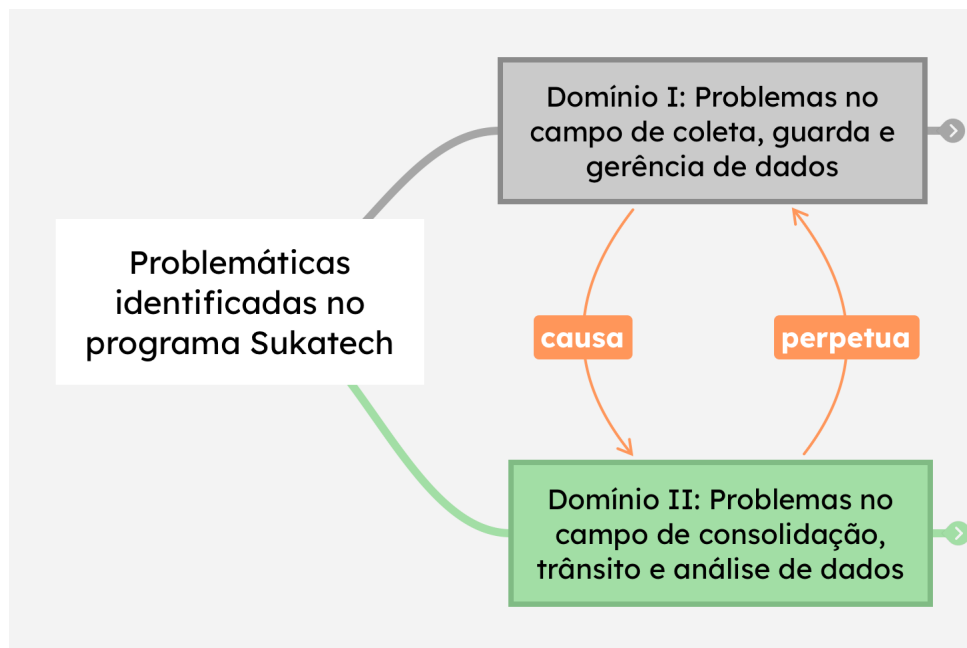 Domínio I: Problemas no
campo de coleta, guarda e
gerência de dados
Problemáticas
identificadas no
programa Sukatech
causa
perpetua
Domínio II: Problemas no
campo de consolidação,
trânsito e análise de dados